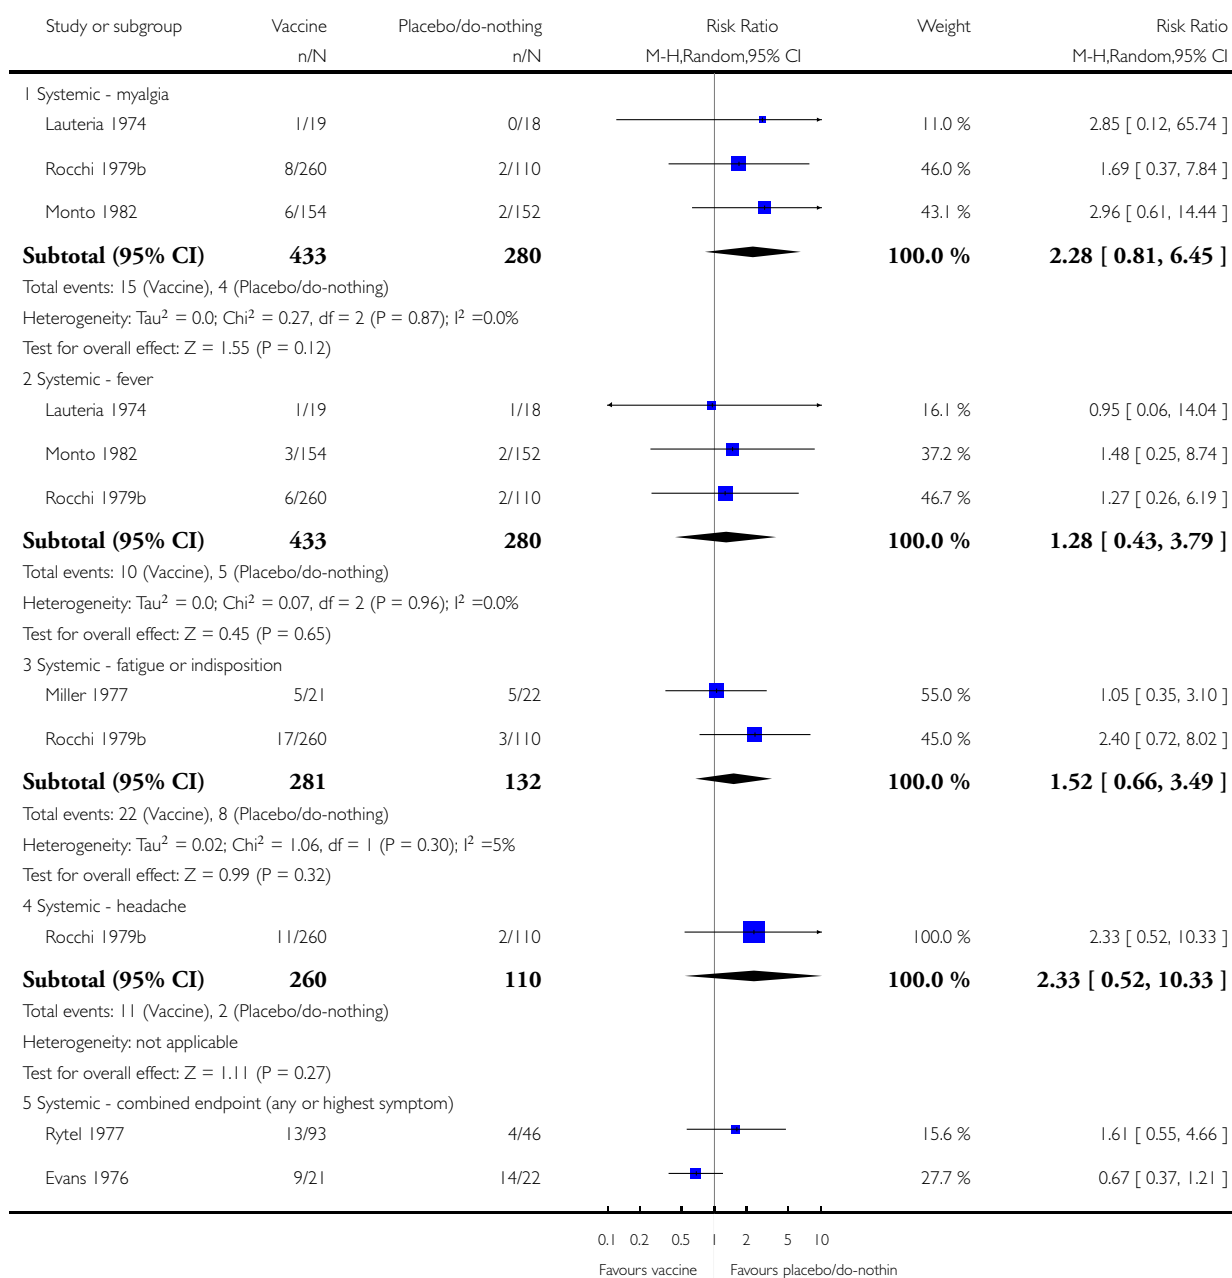 Study or subgroup Vaccine Placebo/do-nothing Risk Ratio Weight Risk Ratio
n/N n/N M-H,Random,95% CI M-H,Random,95% CI
1 Systemic - myalgia
Lauteria 1974 1/19 0/18 11.0 % 2.85 [ 0.12, 65.74 ]
Rocchi 1979b 8/260 2/110 46.0 % 1.69 [ 0.37, 7.84 ]
Monto 1982 6/154 2/152 43.1 % 2.96 [ 0.61, 14.44 ]
Subtotal (95% CI) 433 280 100.0 % 2.28 [ 0.81, 6.45 ]
Total events: 15 (Vaccine), 4 (Placebo/do-nothing)
Heterogeneity: Tau² = 0.0; Chi² = 0.27, df = 2 (P = 0.87); I² =0.0%
Test for overall effect: Z = 1.55 (P = 0.12)
2 Systemic - fever
Lauteria 1974 1/19 1/18 16.1 % 0.95 [ 0.06, 14.04 ]
Monto 1982 3/154 2/152 37.2 % 1.48 [ 0.25, 8.74 ]
Rocchi 1979b 6/260 2/110 46.7 % 1.27 [ 0.26, 6.19 ]
Subtotal (95% CI) 433 280 100.0 % 1.28 [ 0.43, 3.79 ]
Total events: 10 (Vaccine), 5 (Placebo/do-nothing)
Heterogeneity: Tau² = 0.0; Chi² = 0.07, df = 2 (P = 0.96); I² =0.0%
Test for overall effect: Z = 0.45 (P = 0.65)
3 Systemic - fatigue or indisposition
Miller 1977 5/21 5/22 55.0 % 1.05 [ 0.35, 3.10 ]
Rocchi 1979b 17/260 3/110 45.0 % 2.40 [ 0.72, 8.02 ]
Subtotal (95% CI) 281 132 100.0 % 1.52 [ 0.66, 3.49 ]
Total events: 22 (Vaccine), 8 (Placebo/do-nothing)
Heterogeneity: Tau² = 0.02; Chi² = 1.06, df = 1 (P = 0.30); I² =5%
Test for overall effect: Z = 0.99 (P = 0.32)
4 Systemic - headache
Rocchi 1979b 11/260 2/110 100.0 % 2.33 [ 0.52, 10.33 ]
Subtotal (95% CI) 260 110 100.0 % 2.33 [ 0.52, 10.33 ]
Total events: 11 (Vaccine), 2 (Placebo/do-nothing)
Heterogeneity: not applicable
Test for overall effect: Z = 1.11 (P = 0.27)
5 Systemic - combined endpoint (any or highest symptom)
Rytel 1977 13/93 4/46 15.6 % 1.61 [ 0.55, 4.66 ]
Evans 1976 9/21 14/22 27.7 % 0.67 [ 0.37, 1.21 ]
0.1 0.2 0.5 1 2 5 10
Favours vaccine Favours placebo/do-nothin